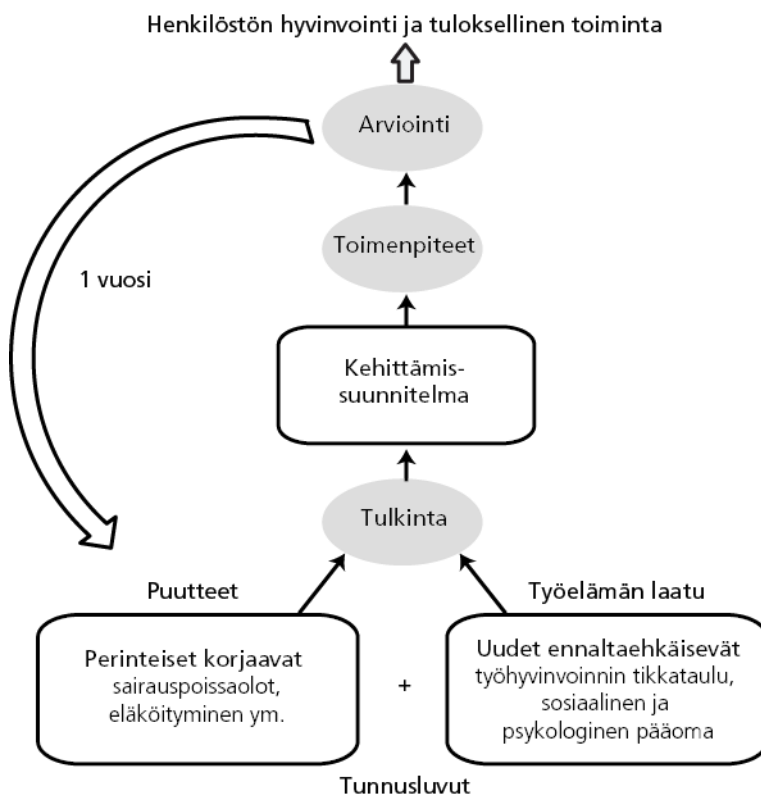 Henkilöstön hyvinvointi ja tuloksellinen toiminta
Arviointi
Toimenpiteet
1 vuosi
Kehittämis-
suunnitelma
Tulkinta
Puutteet
Työelämän laatu
Perinteiset korjaavat
sairauspoissaolot,
eläköityminen ym.
+
Uudet ennaltaehkäisevät
työhyvinvoinnin tikkataulu,
sosiaalinen ja
psykologinen pääoma
Tunnusluvut